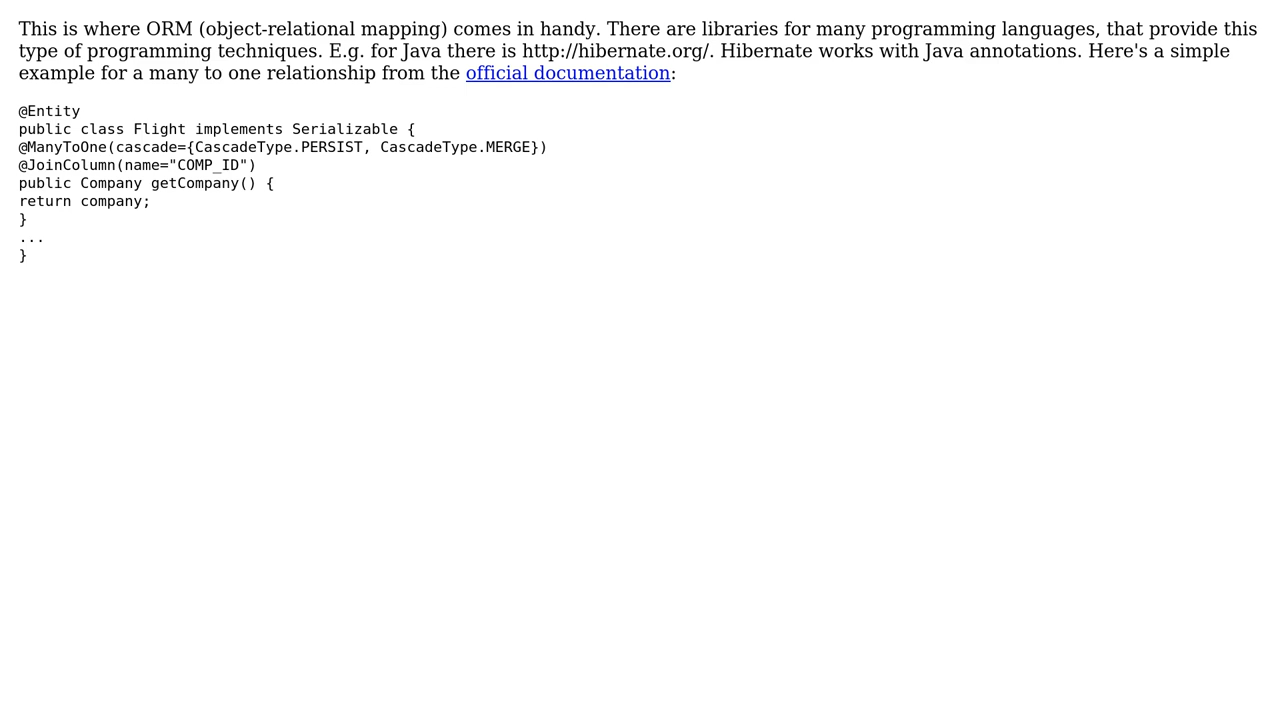 This is where ORM (object-relational mapping) comes in handy. There are libraries for many programming languages, that provide this
type of programming techniques. E.g. for Java there is http://hibernate.org/. Hibernate works with Java annotations. Here's a simple
example for a many to one relationship from the official documentation:
@Entity
public class Flight implements Serializable {
@ManyToOne(cascade={CascadeType.PERSIST, CascadeType.MERGE})
@JoinColumn(name="COMP_ID")
public Company getCompany() {
return company;
}
...
}